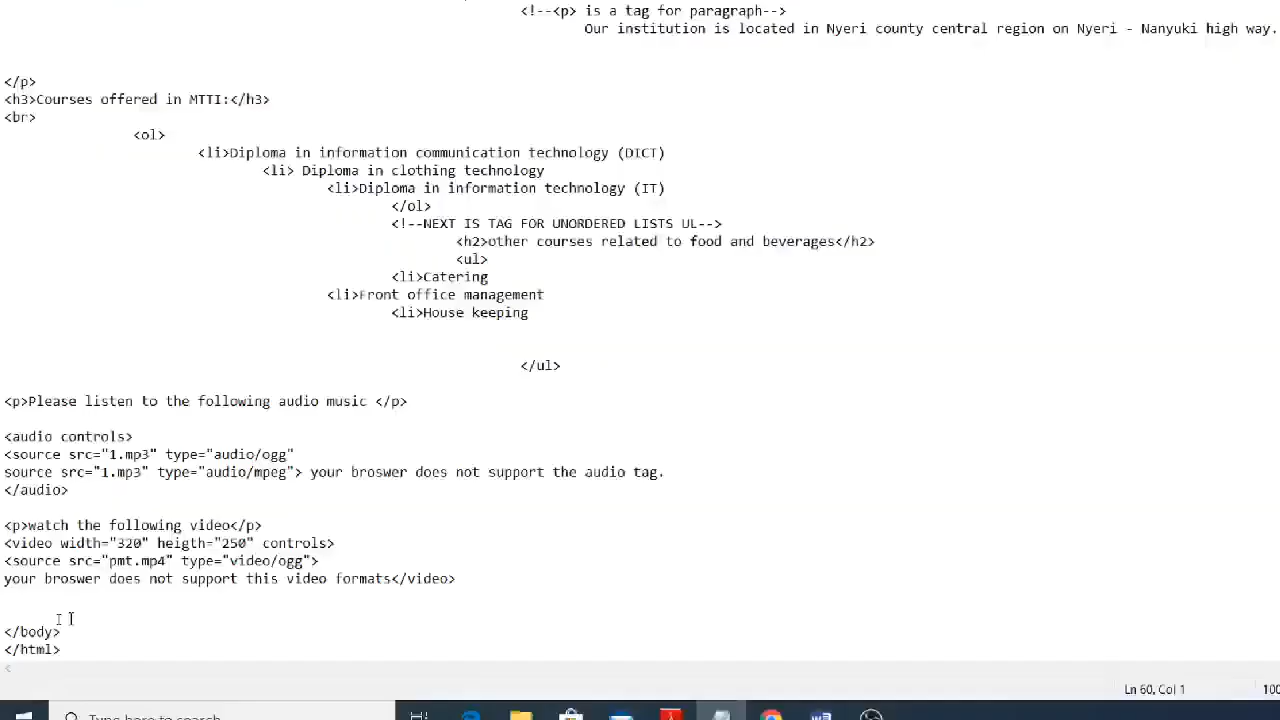 <!--<p> is a tag for paragraph-->
Our institution is located in Nyeri county central region on Nyeri - Nanyuki high way.
</p>
<h3>Courses offered in MTTI:</h3>
<br>
<ol>
<li>Diploma in information communication technology (DICT)
<li> Diploma in clothing technology
<li>Diploma in information technology (IT)
</ol>
<!--NEXT IS TAG FOR UNORDERED LISTS UL-->
<h2>other courses related to food and beverages</h2>
<ul>
<li>Catering
<li>Front office management
<li>House keeping
</ul>
<p>Please listen to the following audio music </p>
<audio controls>
<source src="1.mp3" type="audio/ogg"
source src="1.mp3" type="audio/mpeg"> your broswer does not support the audio tag.
</audio>
<p>watch the following video</p>
<video width="320" heigth="250" controls>
<source src="pmt.mp4" type="video/ogg">
your broswer does not support this video formats</video>
</body>
</html>
Ln 60, Col 1
100
Type here to search